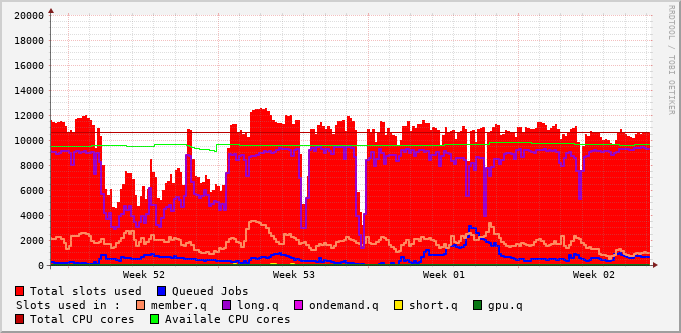 20000
18000
16000
14000
12000
10000
8000
6000
4000
2000
0
Week 52 Week 53 Week 01 Week 02
Total slots used Queued Jobs
Slots used in : member.q long.q ondemand.q short.q gpu.q
Total CPU cores Availale CPU cores
RRDTOOL / TOBI OETIKER